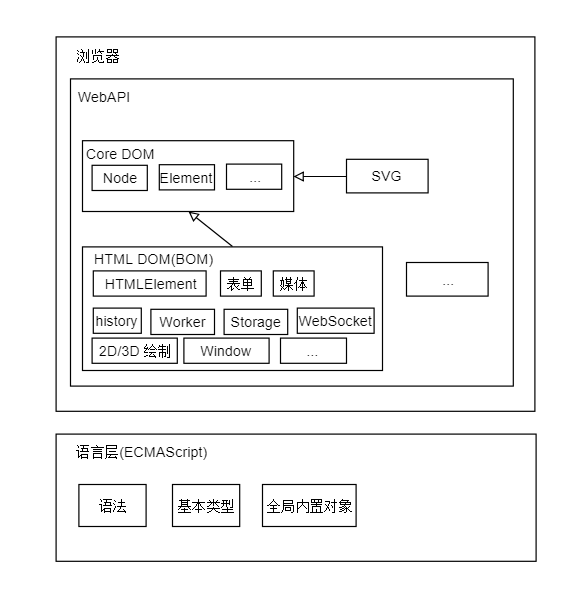 浏览器
WebAPI
Core DOM
Node
Element
...
SVG
HTML DOM(BOM)
HTMLElement
表单
媒体
...
history
Worker
Storage
WebSocket
2D/3D 绘制
Window
...
语言层(ECMAScript)
语法
基本类型
全局内置对象